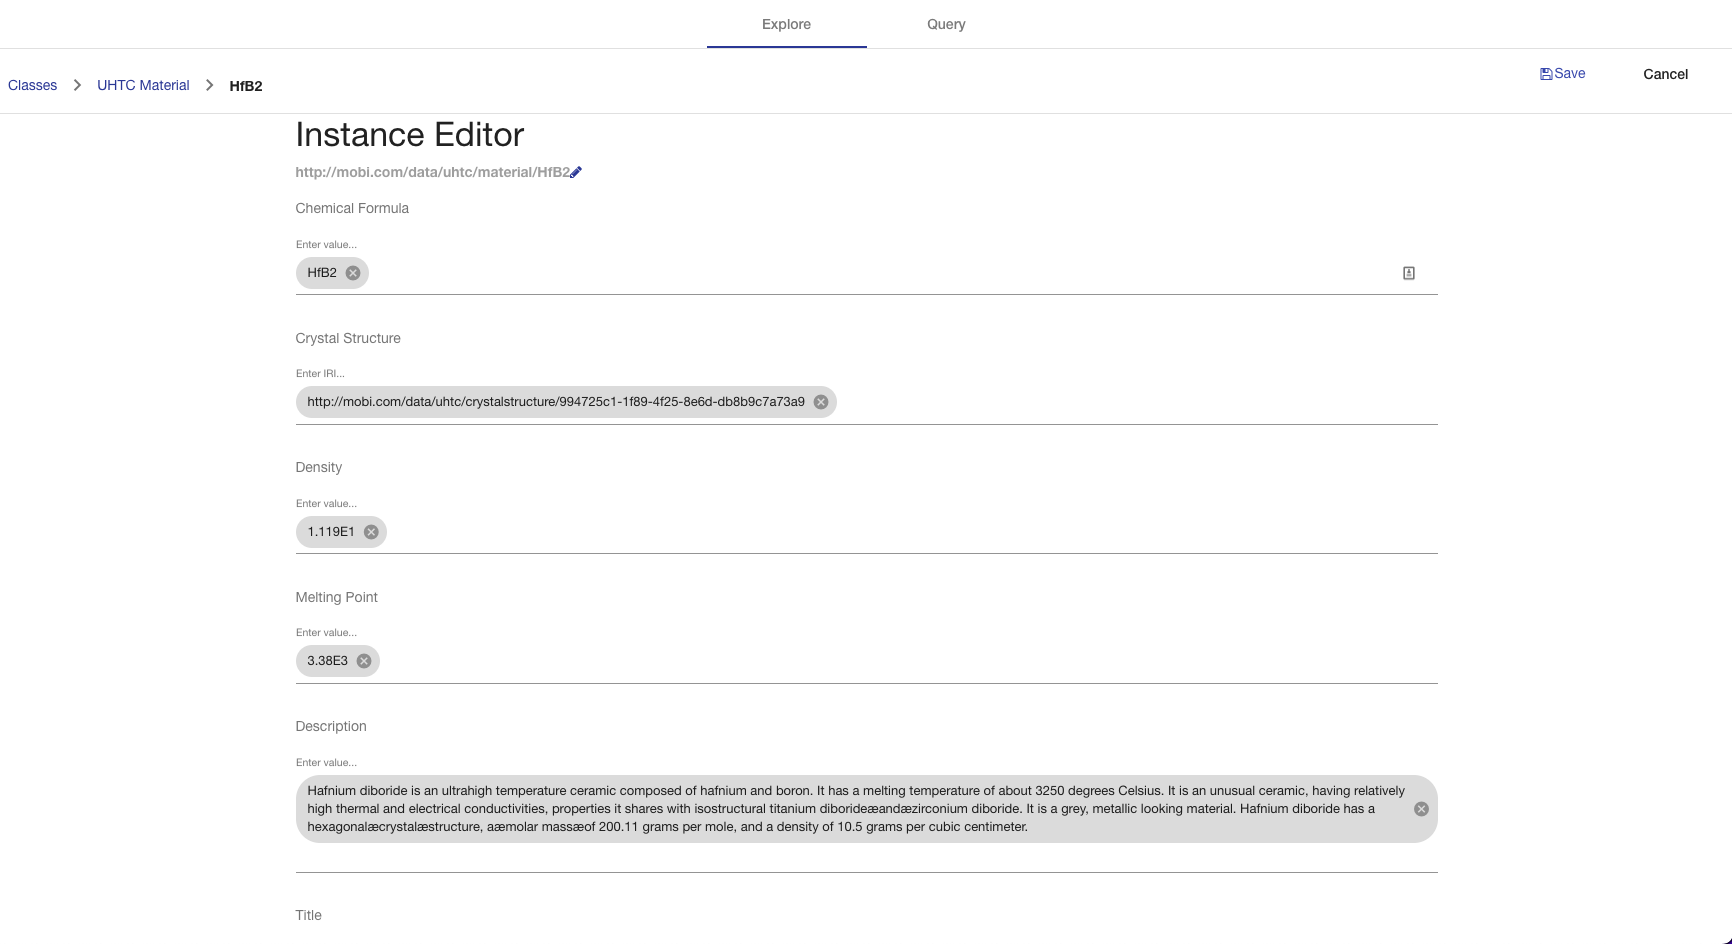 Explore
Query
Classes
UHTC Material
HfB2
Save
Cancel
Instance Editor
http://mobi.com/data/uhtc/material/HfB2
Chemical Formula
Enter value...
HfB2
Crystal Structure
Enter IRI...
http://mobi.com/data/uhtc/crystalstructure/994725c1-1f89-4f25-8e6d-db8b9c7a73a9
Density
Enter value...
1.119E1
Melting Point
Enter value...
3.38E3
Description
Enter value...
Hafnium diboride is an ultrahigh temperature ceramic composed of hafnium and boron. It has a melting temperature of about 3250 degrees Celsius. It is an unusual ceramic, having relatively
high thermal and electrical conductivities, properties it shares with isostructural titanium diborideæandæzirconium diboride. It is a grey, metallic looking material. Hafnium diboride has a
hexagonalæcrystalæstructure, aæmolar massæof 200.11 grams per mole, and a density of 10.5 grams per cubic centimeter.
Title